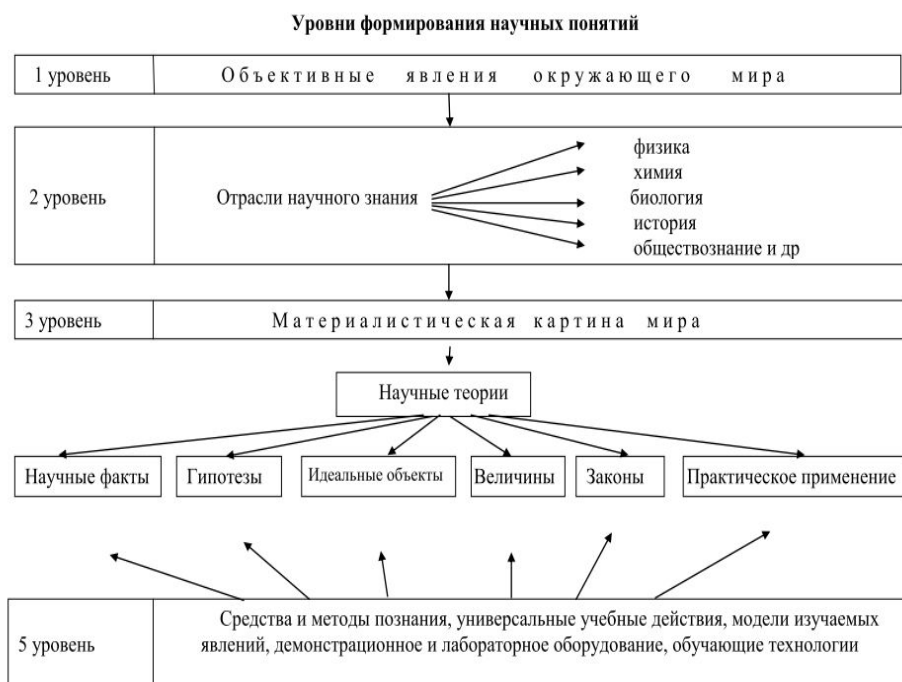 Уровни формирования научных понятий
1 уровень Объективные явления окружающего мира
физика
химия
2 уровень Отрасли научного знания биология
история
обществознание и др
3 уровень Материалистическая картина мира
Научные теории
Научные факты Гипотезы Идеальные объекты Величины Законы Практическое применение
Средства и методы познания, универсальные учебные действия, модели изучаемых
5 уровень явлений, демонстрационное и лабораторное оборудование, обучающие технологии